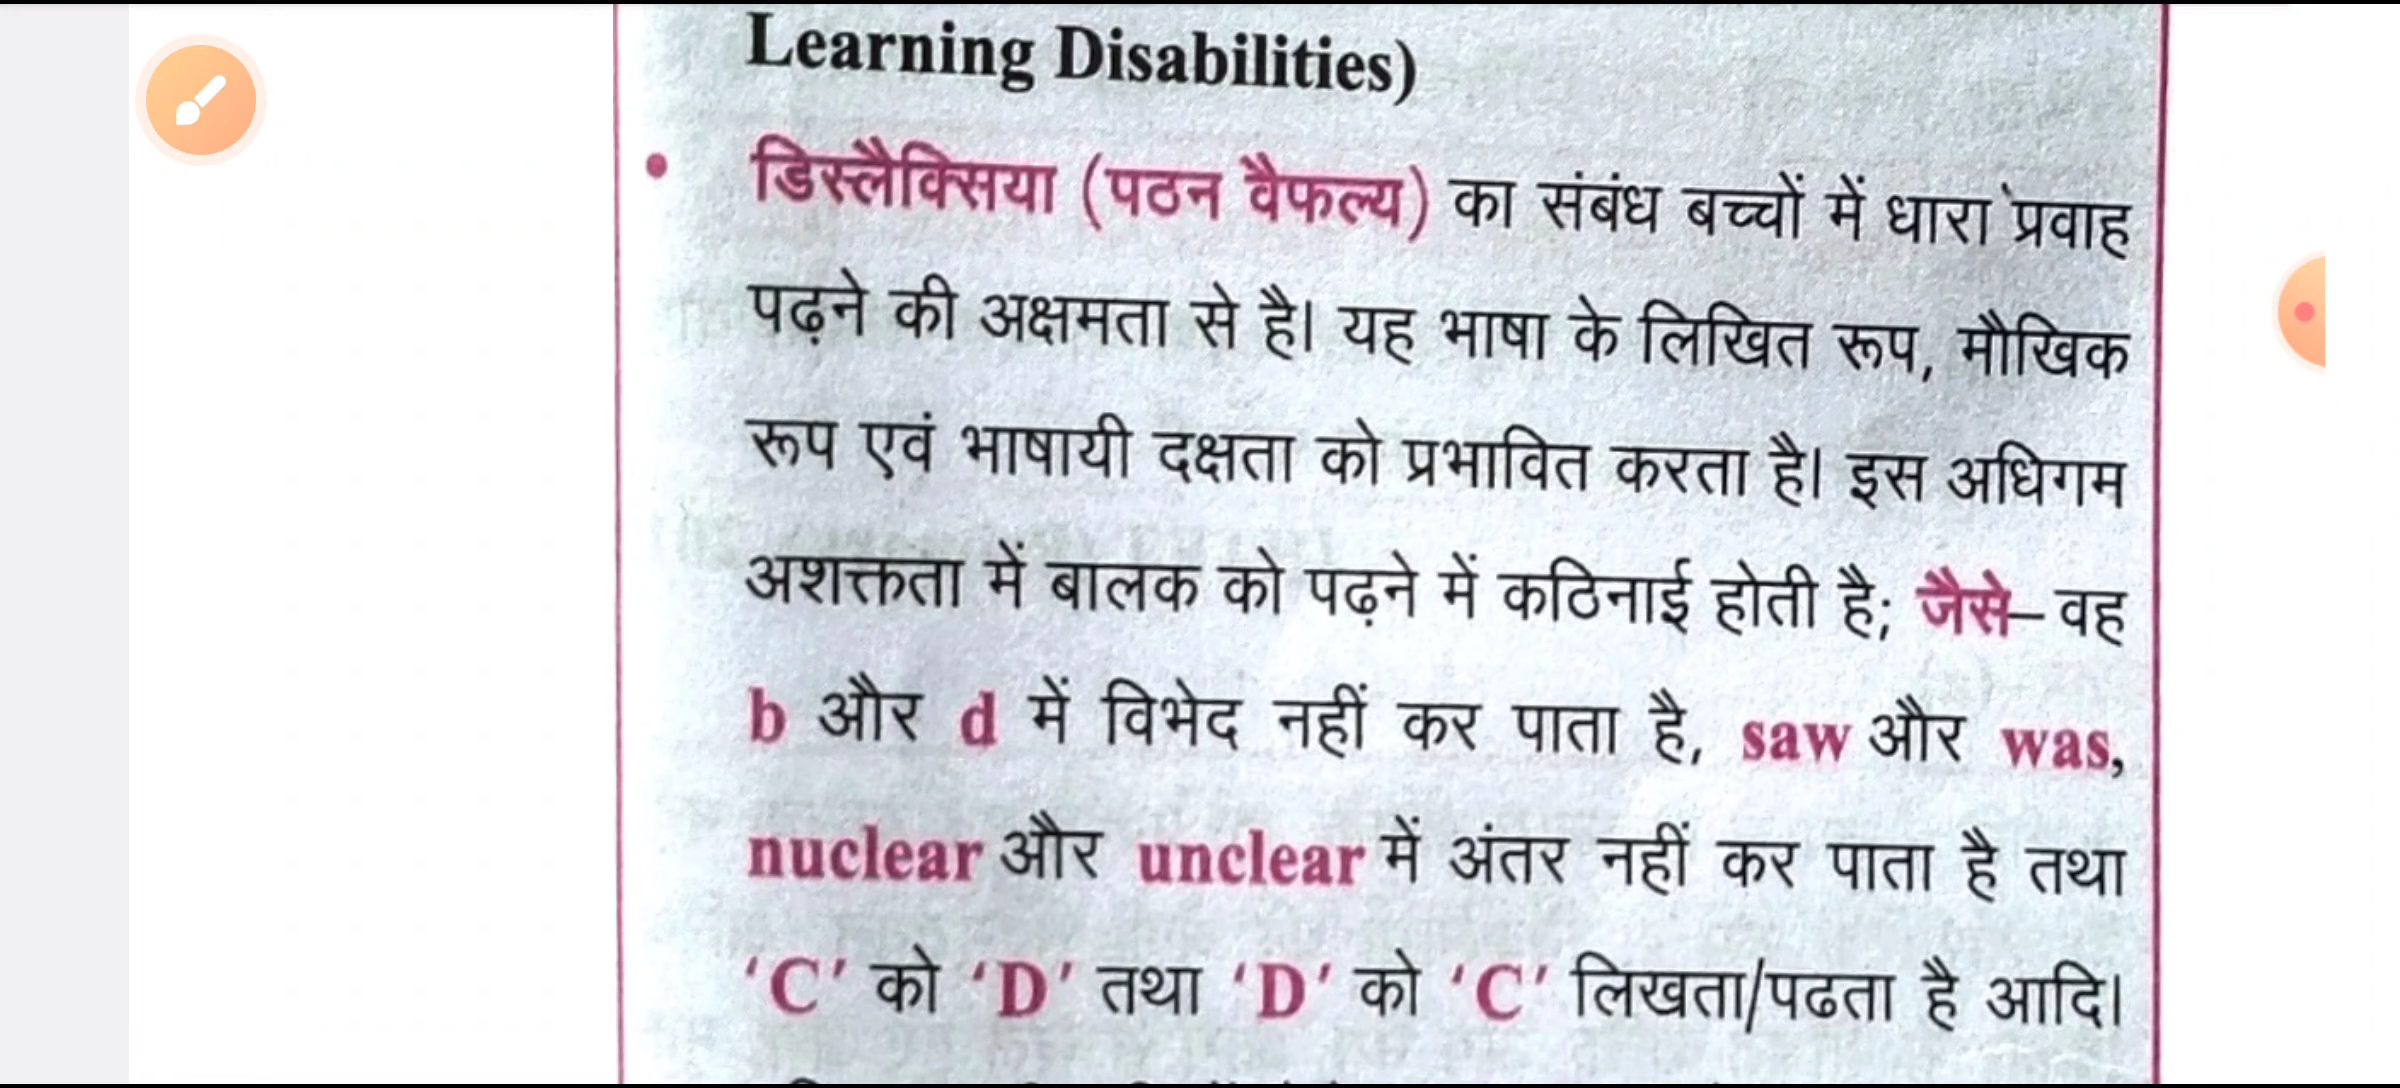 Learning Disabilities)
• डिस्लैक्सिया (पठन वैफल्य) का संबंध बच्चों में धारा प्रवाह
पढ़ने की अक्षमता से है। यह भाषा के लिखित रूप, मौखिक
रूप एवं भाषायी दक्षता को प्रभावित करता है। इस अधिगम
अशक्तता में बालक को पढ़ने में कठिनाई होती है; जैसे– वह
b और d में विभेद नहीं कर पाता है, saw और was,
nuclear और unclear में अंतर नहीं कर पाता है तथा
‘C’ को ‘D’ तथा ‘D’ को ‘C’ लिखता/पढता है आदि।